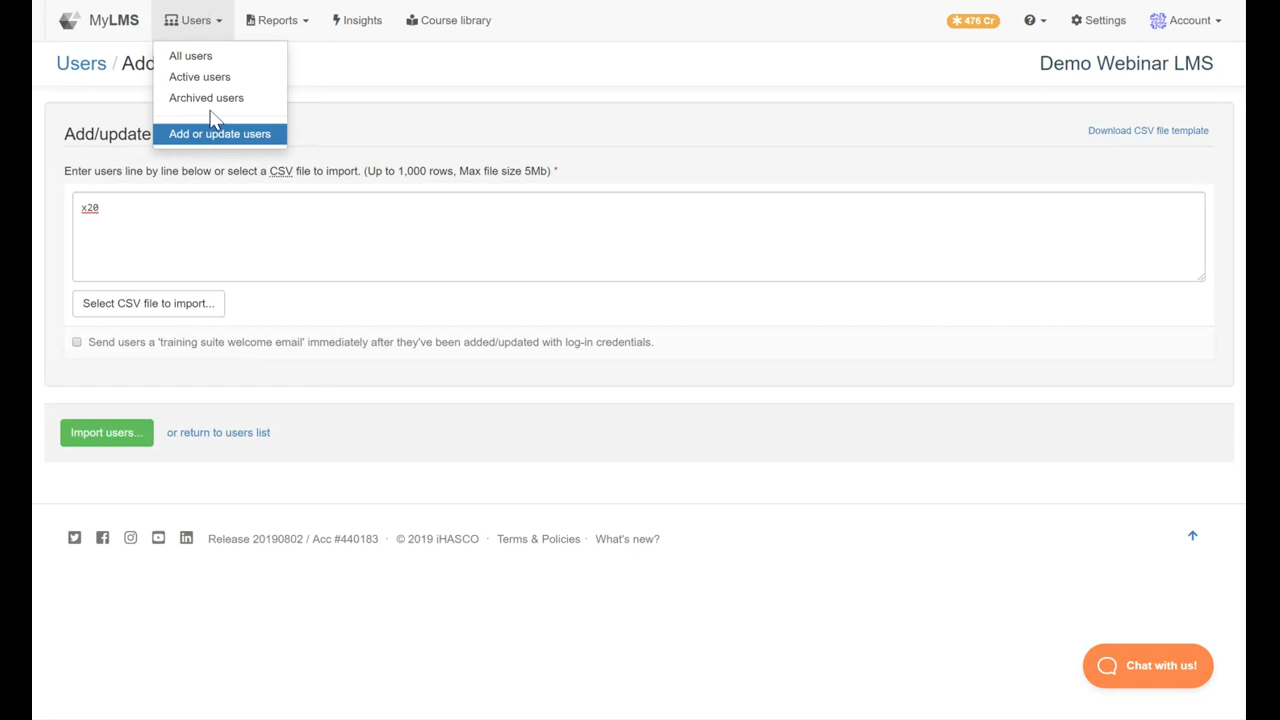 MyLMS Users Reports Insights Course library 476 Cr Settings Account
All users
Active users
Archived users
Add or update users
Users / Add
Demo Webinar LMS
Add/update
Download CSV file template
Enter users line by line below or select a CSV file to import. (Up to 1,000 rows, Max file size 5Mb) *
x20
Select CSV file to import...
Send users a 'training suite welcome email' immediately after they've been added/updated with log-in credentials.
Import users... or return to users list
Release 20190802 / Acc #440183 · © 2019 iHASCO · Terms & Policies · What's new?
Chat with us!